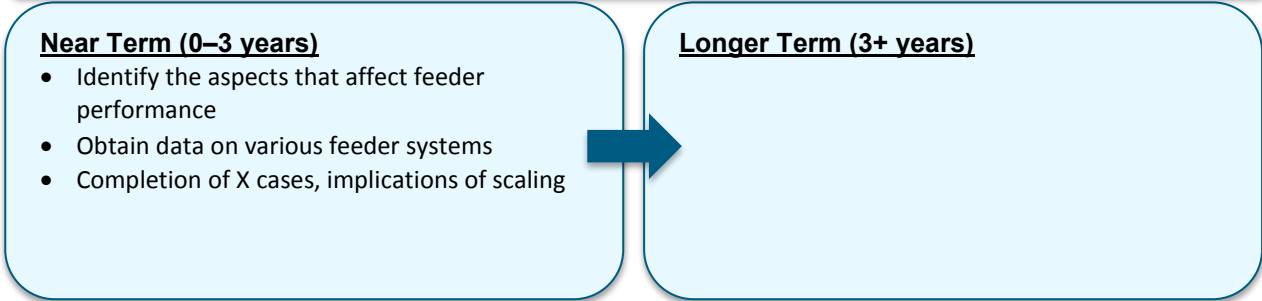 Near Term (0–3 years)
• Identify the aspects that affect feeder
performance
• Obtain data on various feeder systems
• Completion of X cases, implications of scaling
Longer Term (3+ years)